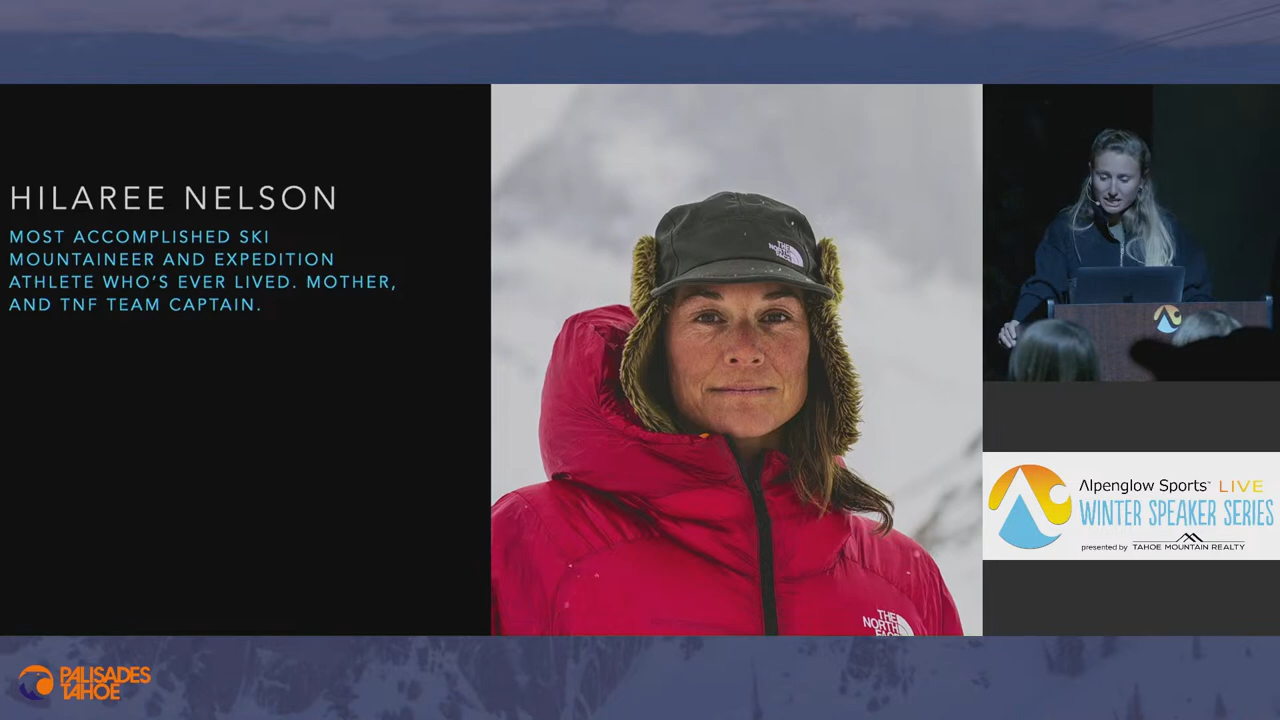 HILAREE NELSON
MOST ACCOMPLISHED SKI
MOUNTAINEER AND EXPEDITION
ATHLETE WHO'S EVER LIVED. MOTHER,
AND TNF TEAM CAPTAIN.
THE
NORTH
FACE
THE
NORTH
FACE
Alpenglow Sports™ LIVE
WINTER SPEAKER SERIES
presented by TAHOE MOUNTAIN REALTY
PALISADES
TAHOE